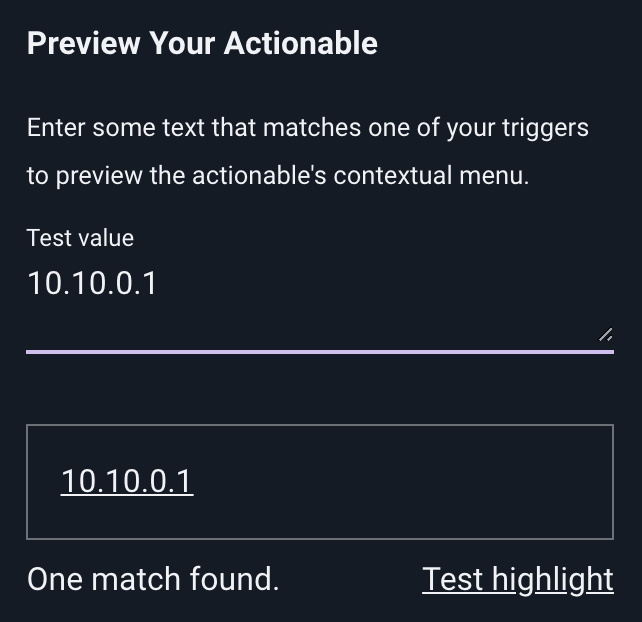 Preview Your Actionable
Enter some text that matches one of your triggers
to preview the actionable's contextual menu.
Test value
10.10.0.1
10.10.0.1
One match found.
Test highlight